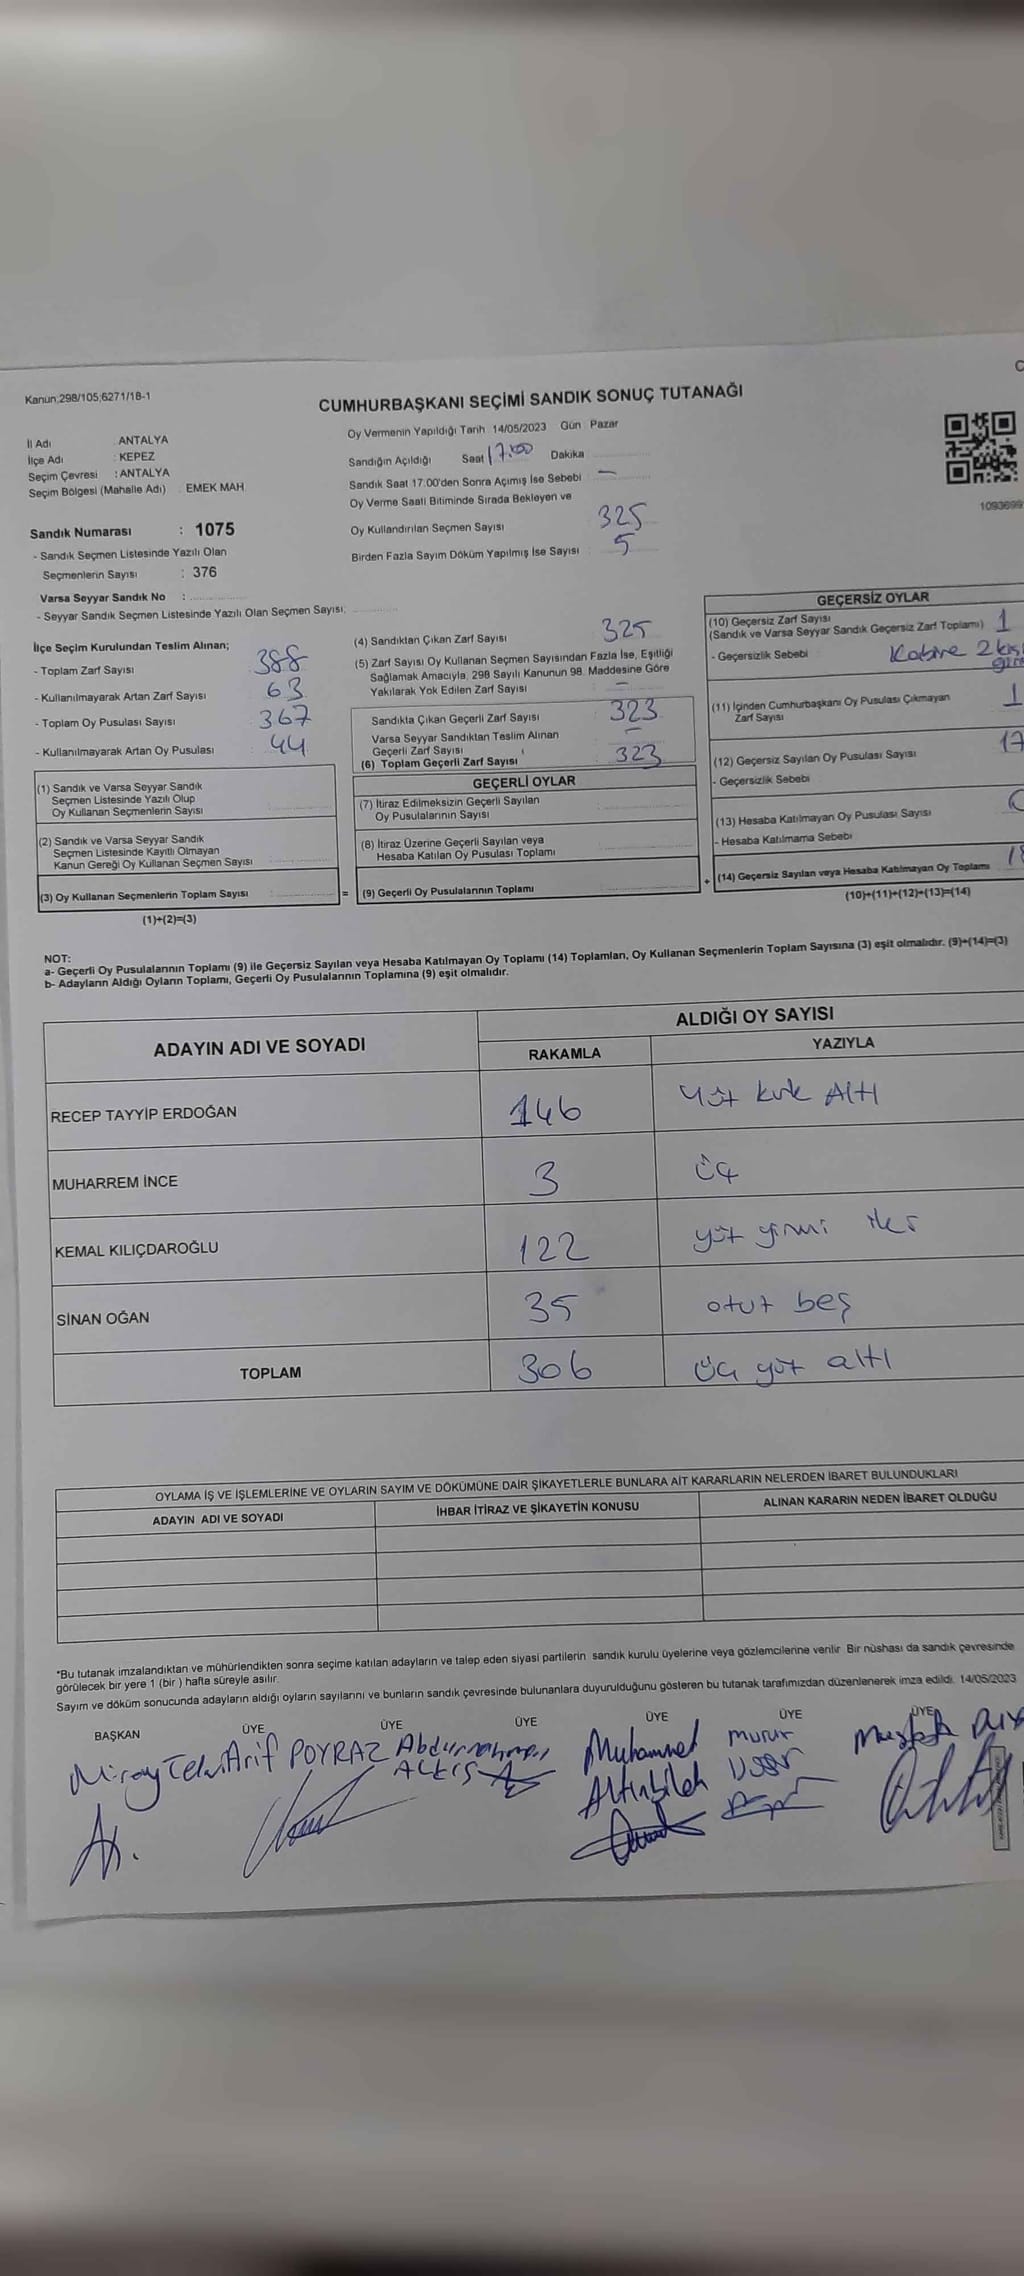 Kanun;298/105;6271/1B-1
C
CUMHURBAŞKANI SEÇİMİ SANDIK SONUÇ TUTANAĞI
İl Adı : ANTALYA
İlçe Adı : KEPEZ
Seçim Çevresi : ANTALYA
Seçim Bölgesi (Mahalle Adı) : EMEK MAH
Oy Vermenin Yapıldığı Tarih 14/05/2023 Gün Pazar
Sandığın Açıldığı Saat 17:00 Dakika
Sandık Saat 17.00'den Sonra Açımış İse Sebebi : –
Oy Verme Saati Bitiminde Sırada Bekleyen ve
Oy Kullandırılan Seçmen Sayısı : 325
Birden Fazla Sayım Döküm Yapılmış İse Sayısı : 5
1093699
Sandık Numarası : 1075
- Sandık Seçmen Listesinde Yazılı Olan
Seçmenlerin Sayısı : 376
Varsa Seyyar Sandık No :
- Seyyar Sandık Seçmen Listesinde Yazılı Olan Seçmen Sayısı;
İlçe Seçim Kurulundan Teslim Alınan;
- Toplam Zarf Sayısı : 388
- Kullanılmayarak Artan Zarf Sayısı : 63
- Toplam Oy Pusulası Sayısı : 367
- Kullanılmayarak Artan Oy Pusulası : 44
(4) Sandıktan Çıkan Zarf Sayısı : 325
(5) Zarf Sayısı Oy Kullanan Seçmen Sayısından Fazla İse, Eşitliği
Sağlamak Amacıyla, 298 Sayılı Kanunun 98. Maddesine Göre
Yakılarak Yok Edilen Zarf Sayısı : –
Sandıkta Çıkan Geçerli Zarf Sayısı : 323
Varsa Seyyar Sandıktan Teslim Alınan
Geçerli Zarf Sayısı : –
(6) Toplam Geçerli Zarf Sayısı : 323
GEÇERSİZ OYLAR
(10) Geçersiz Zarf Sayısı
(Sandık ve Varsa Seyyar Sandık Geçersiz Zarf Toplamı) 1
- Geçersizlik Sebebi : Kabine 2 kişi
(11) İçinden Cumhurbaşkanı Oy Pusulası Çıkmayan
Zarf Sayısı 1
(12) Geçersiz Sayılan Oy Pusulası Sayısı : 17
- Geçersizlik Sebebi
(13) Hesaba Katılmayan Oy Pusulası Sayısı
- Hesaba Katılmama Sebebi
(14) Geçersiz Sayılan veya Hesaba Katılmayan Oy Toplamı
(10)+(11)+(12)+(13)=(14)
(1) Sandık ve Varsa Seyyar Sandık
Seçmen Listesinde Yazılı Olup
Oy Kullanan Seçmenlerin Sayısı
(2) Sandık ve Varsa Seyyar Sandık
Seçmen Listesinde Kayıtlı Olmayan
Kanun Gereği Oy Kullanan Seçmen Sayısı
(3) Oy Kullanan Seçmenlerin Toplam Sayısı
(1)+(2)=(3)
=
GEÇERLİ OYLAR
(7) İtiraz Edilmeksizin Geçerli Sayılan
Oy Pusulalarının Sayısı
(8) İtiraz Üzerine Geçerli Sayılan veya
Hesaba Katılan Oy Pusulası Toplamı
(9) Geçerli Oy Pusulalarının Toplamı
+
NOT:
a- Geçerli Oy Pusulalarının Toplamı (9) ile Geçersiz Sayılan veya Hesaba Katılmayan Oy Toplamı (14) Toplamları, Oy Kullanan Seçmenlerin Toplam Sayısına (3) eşit olmalıdır. (9)+(14)=(3)
b- Adayların Aldığı Oyların Toplamı, Geçerli Oy Pusulalarının Toplamına (9) eşit olmalıdır.
ADAYIN ADI VE SOYADI
ALDIĞI OY SAYISI
RAKAMLA YAZIYLA
RECEP TAYYİP ERDOĞAN 146 yüz kırk Altı
MUHARREM İNCE 3 üç
KEMAL KILIÇDAROĞLU 122 yüz yirmi iki
SİNAN OĞAN 35 otuz beş
TOPLAM 306 üç yüz altı
OYLAMA İŞ VE İŞLEMLERİNE VE OYLARIN SAYIM VE DÖKÜMÜNE DAİR ŞİKAYETLERLE BUNLARA AİT KARARLARIN NELERDEN İBARET BULUNDUKLARI
ADAYIN ADI VE SOYADI İHBAR İTİRAZ VE ŞİKAYETİN KONUSU ALINAN KARARIN NEDEN İBARET OLDUĞU
*Bu tutanak imzalandıktan ve mühürlendikten sonra seçime katılan adayların ve talep eden siyasi partilerin sandık kurulu üyelerine veya gözlemcilerine verilir Bir nüshası da sandık çevresinde
görülecek bir yere 1 (bir ) hafta süreyle asılır.
Sayım ve döküm sonucunda adayların aldığı oyların sayılarını ve bunların sandık çevresinde bulunanlara duyurulduğunu gösteren bu tutanak tarafımızdan düzenlenerek imza edildi. 14/05/2023
BAŞKAN ÜYE ÜYE ÜYE ÜYE ÜYE ÜYE
Miray Arif POYRAZ Abdurrahman Muhammet Murat
Altınbilek